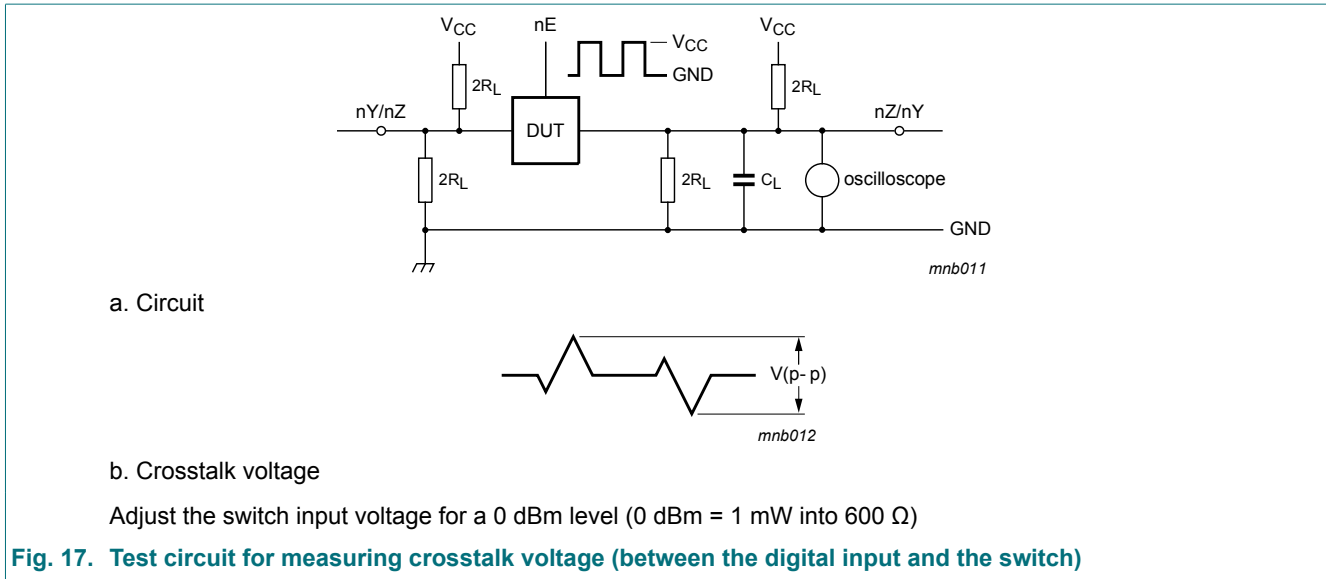 VCC
nE
VCC
GND
VCC
2RL
2RL
nY/nZ
DUT
nZ/nY
2RL
2RL
CL
oscilloscope
GND
mnb011
a. Circuit
V(p- p)
mnb012
b. Crosstalk voltage
Adjust the switch input voltage for a 0 dBm level (0 dBm = 1 mW into 600 Ω)
Fig. 17. Test circuit for measuring crosstalk voltage (between the digital input and the switch)